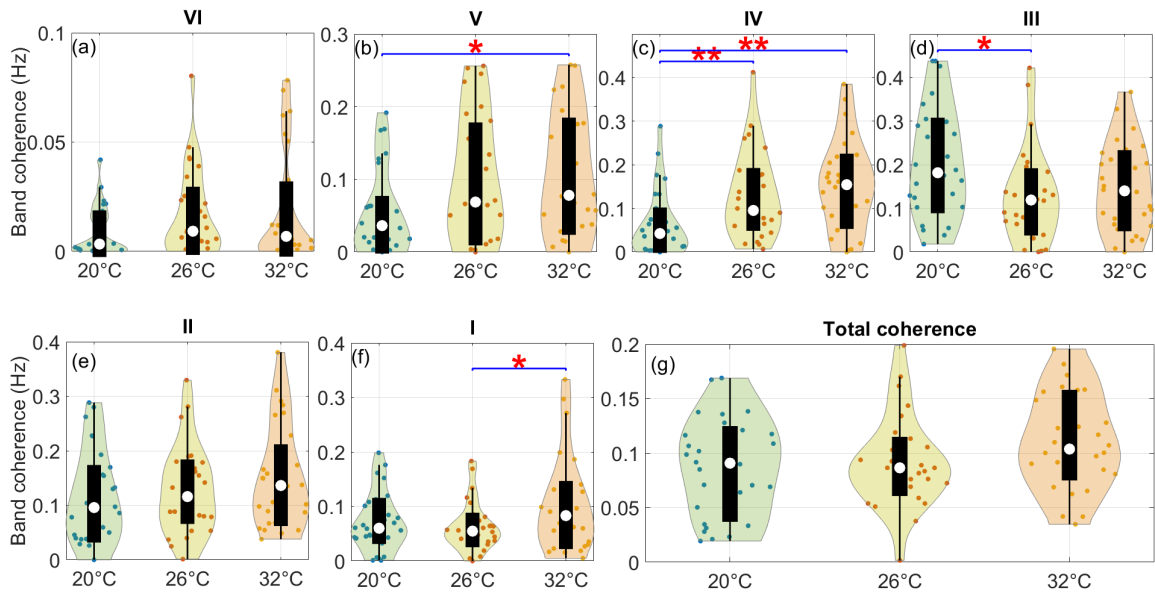 VI
V
IV
III
(a)
(b)
(c)
(d)
Band coherence (Hz)
0.1
0.05
0
20°C
26°C
32°C
0.3
0.2
0.1
0
*
20°C
26°C
32°C
0.4
0.3
0.2
0.1
0
**
**
20°C
26°C
32°C
0.4
0.3
0.2
0.1
0
*
20°C
26°C
32°C
II
I
Total coherence
(e)
(f)
(g)
Band coherence (Hz)
0.4
0.3
0.2
0.1
0
20°C
26°C
32°C
0.4
0.3
0.2
0.1
0
*
20°C
26°C
32°C
0.2
0.15
0.1
0.05
0
20°C
26°C
32°C